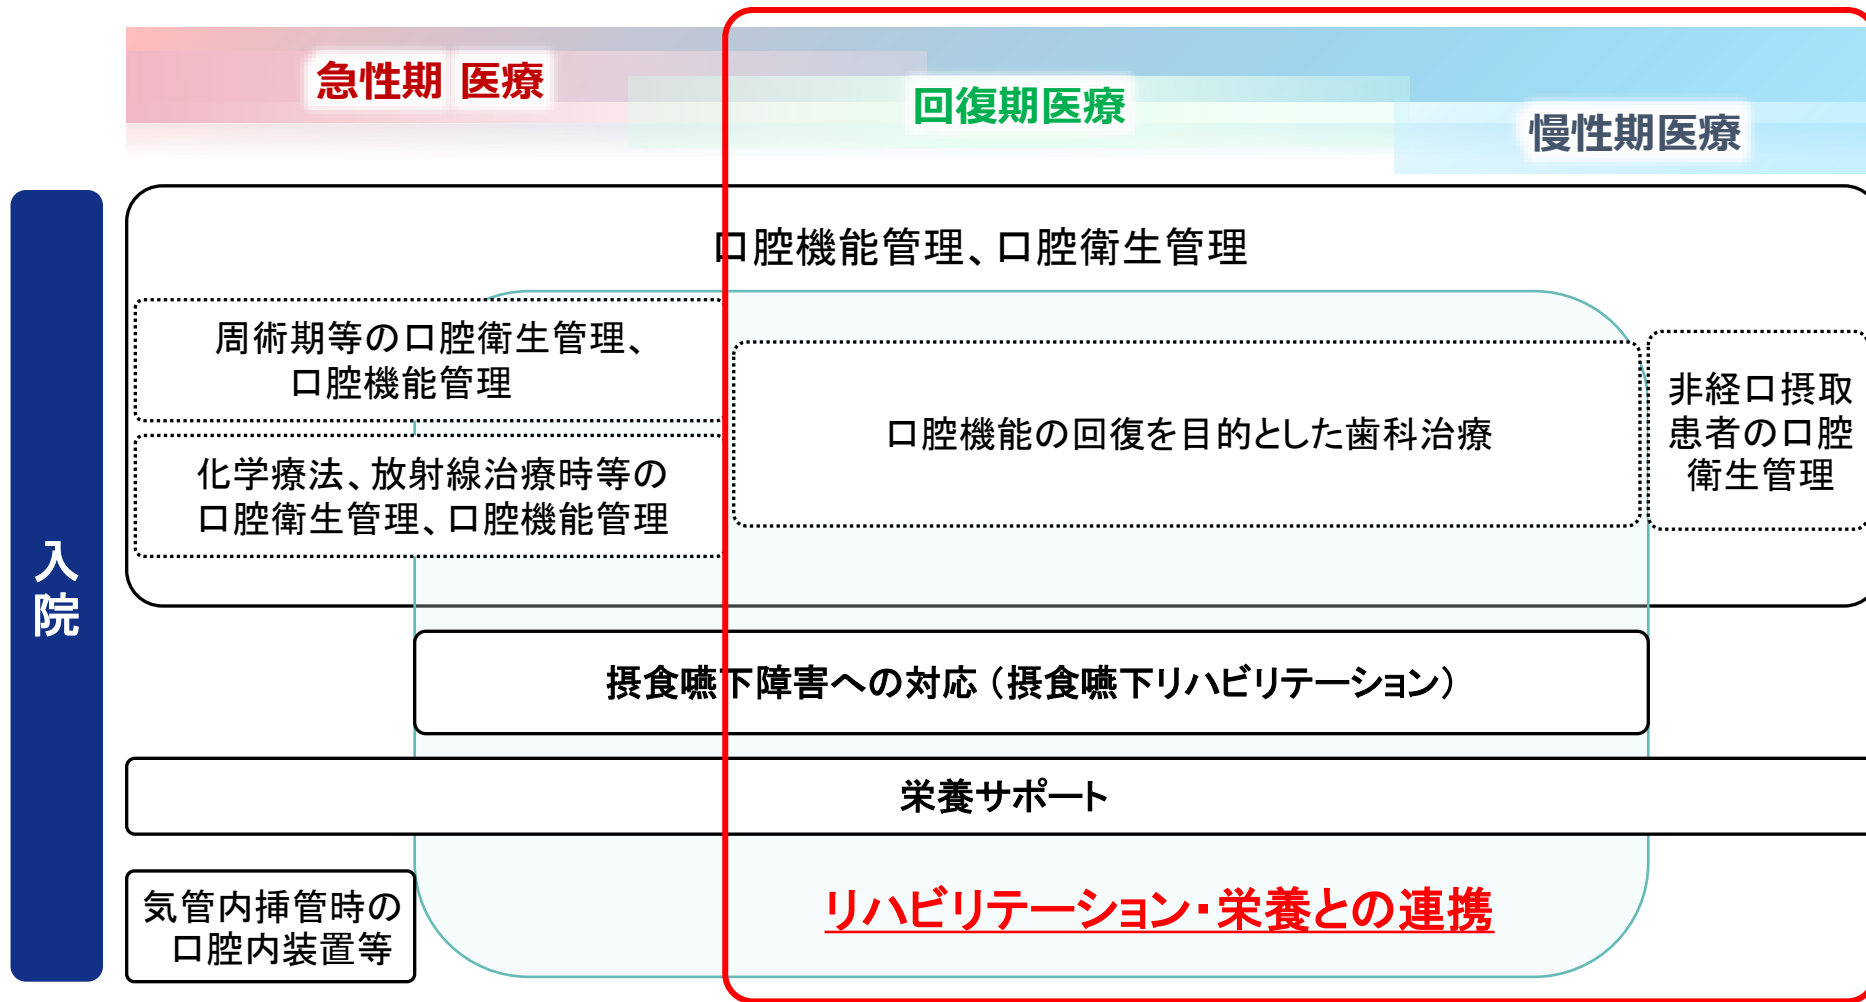 急性期 医療
回復期医療
慢性期医療
入院
口腔機能管理、口腔衛生管理
周術期等の口腔衛生管理、
口腔機能管理
化学療法、放射線治療時等の
口腔衛生管理、口腔機能管理
口腔機能の回復を目的とした歯科治療
非経口摂取
患者の口腔
衛生管理
摂食嚥下障害への対応（摂食嚥下リハビリテーション）
栄養サポート
気管内挿管時の
口腔内装置等
リハビリテーション・栄養との連携